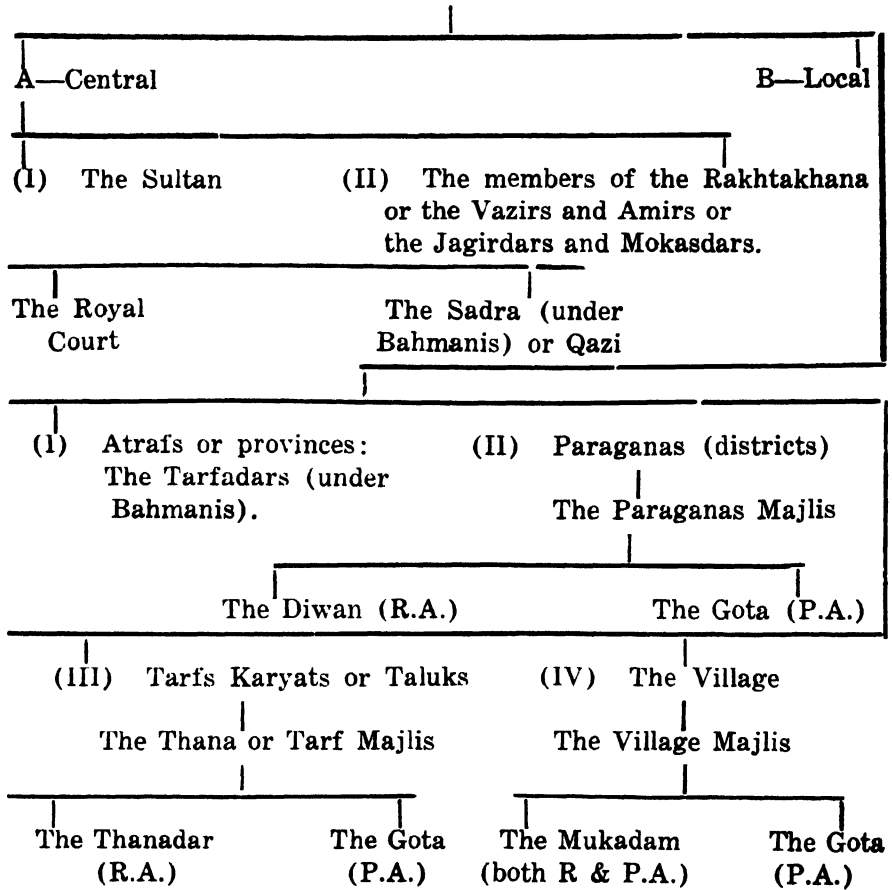 A—Central B—Local
(I) The Sultan (II) The members of the Rakhtakhana
or the Vazirs and Amirs or
the Jagirdars and Mokasdars.
The Royal The Sadra (under
Court Bahmanis) or Qazi
(I) Atrafs or provinces: (II) Paraganas (districts)
The Tarfadars (under
Bahmanis). The Paraganas Majlis
The Diwan (R.A.) The Gota (P.A.)
(III) Tarfs Karyats or Taluks (IV) The Village
The Thana or Tarf Majlis The Village Majlis
The Thanadar The Gota The Mukadam The Gota
(R.A.) (P.A.) (both R & P.A.) (P.A.)